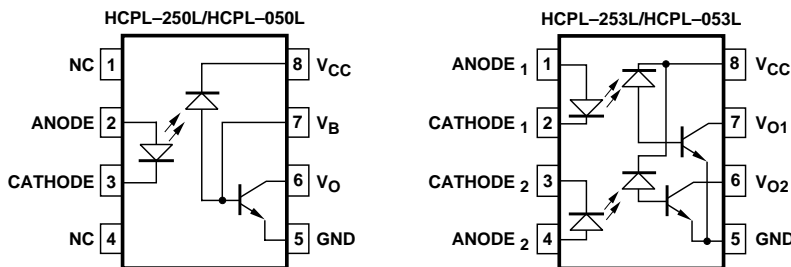 HCPL–250L/HCPL–050L
NC 1
8 VCC
ANODE 2
7 VB
CATHODE 3
6 VO
NC 4
5 GND
HCPL–253L/HCPL–053L
ANODE 1 1
8 VCC
CATHODE 1 2
7 VO1
CATHODE 2 3
6 VO2
ANODE 2 4
5 GND